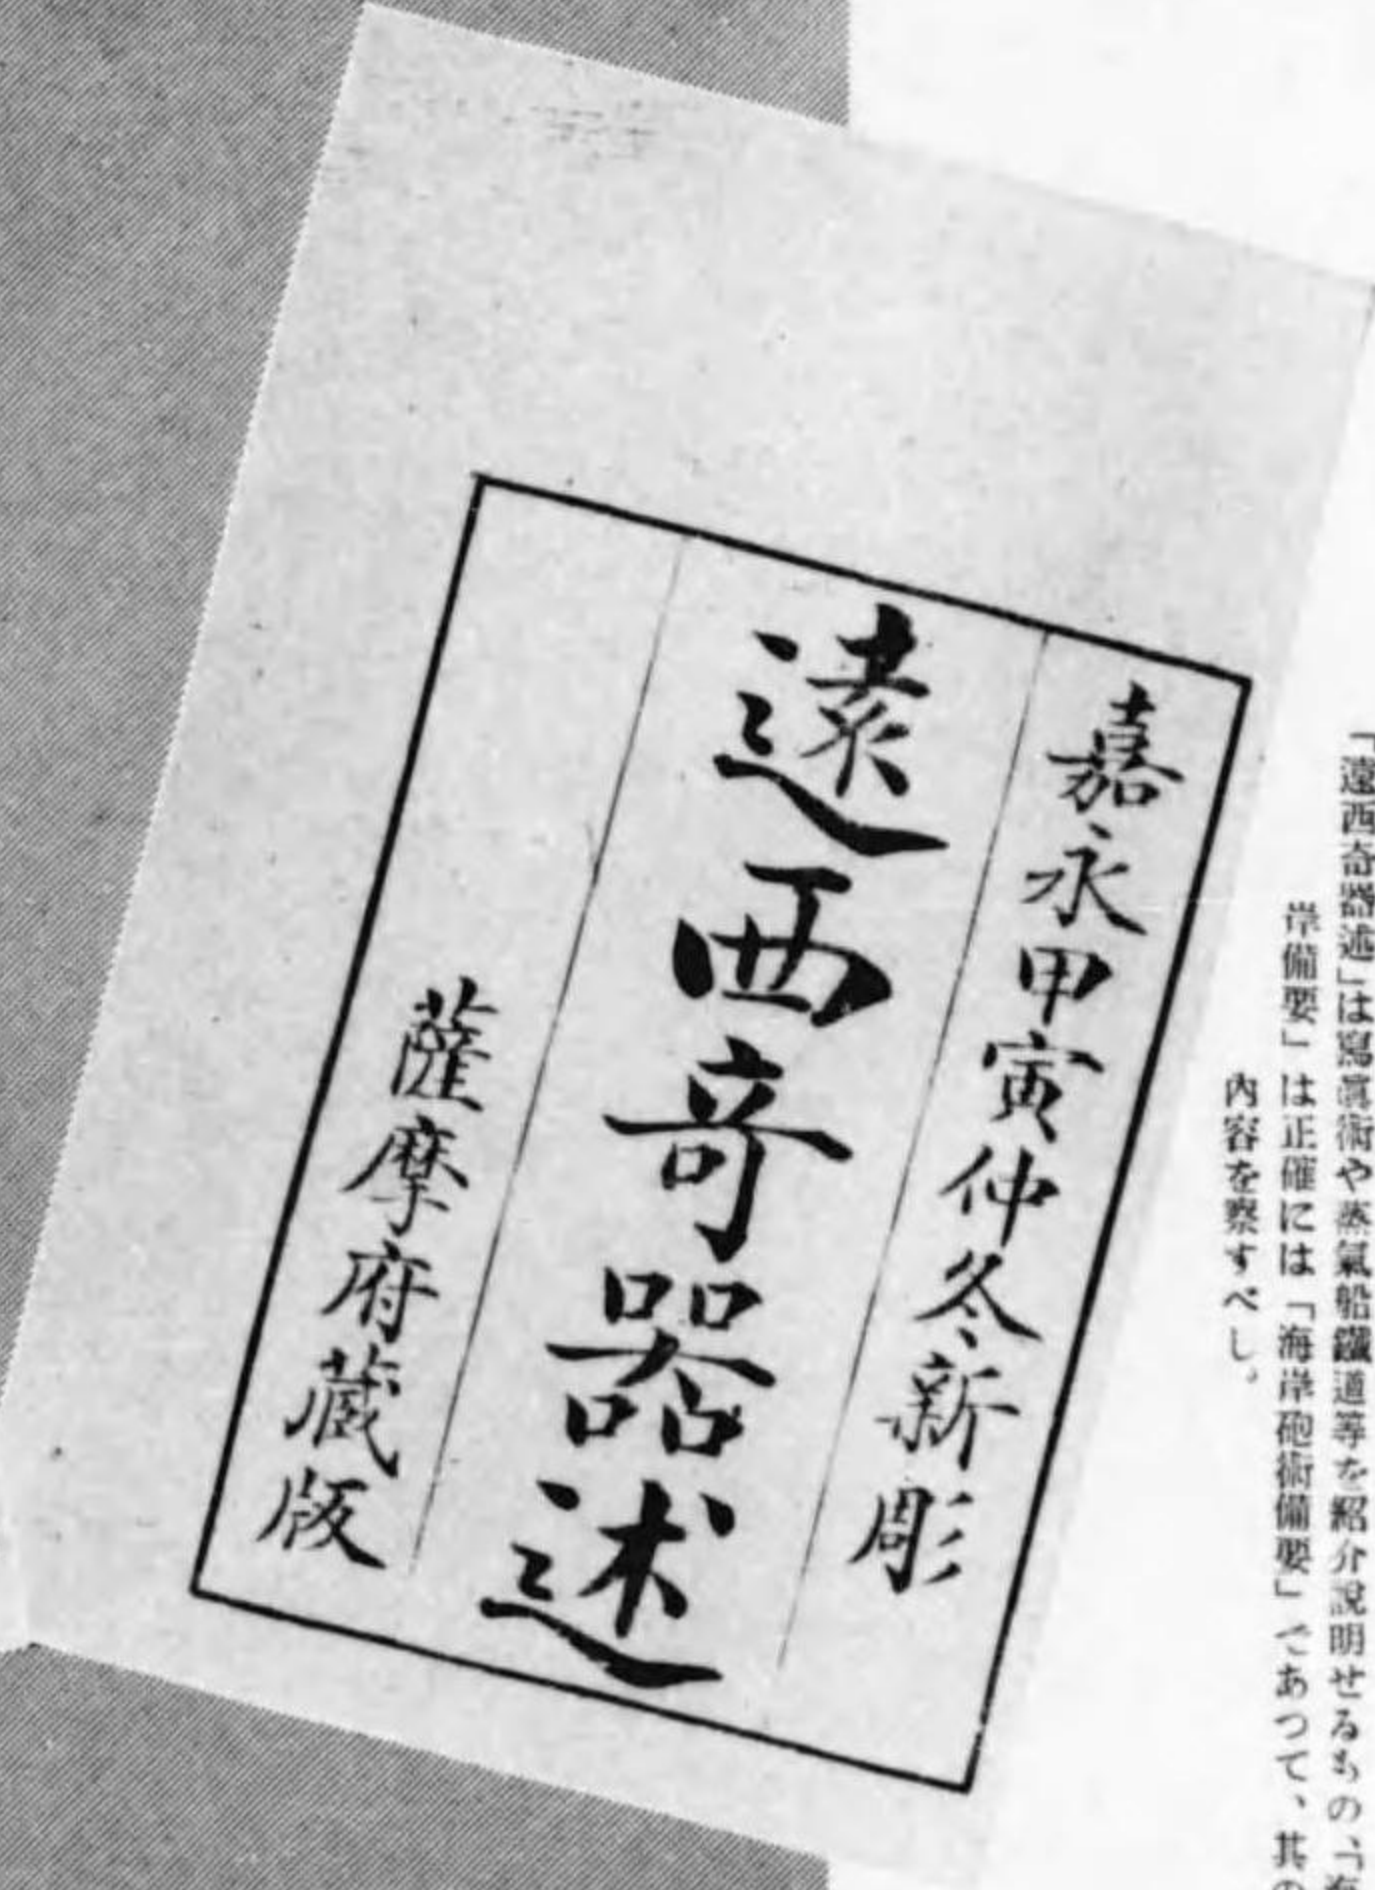 嘉永甲寅仲冬新彫
遠西奇器述
薩摩府蔵版
「遠西奇器述」は寫眞術や蒸氣船鐵道等を紹介說明せるもの、「海
岸備要」は正確には「海岸砲術備要」であつて、其の
內容を察すべし。